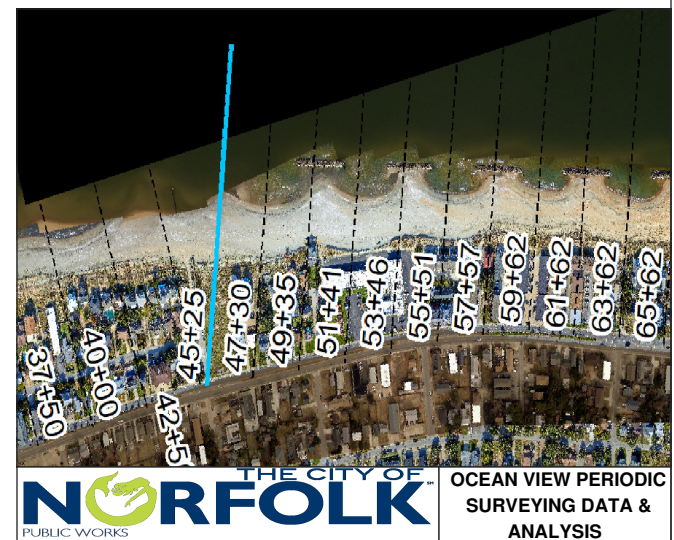 37+50
40+00
42+5
45+25
47+30
49+35
51+41
53+46
55+51
57+57
59+62
61+62
63+62
65+62
THE CITY OF
NORFOLK
PUBLIC WORKS
OCEAN VIEW PERIODIC
SURVEYING DATA &
ANALYSIS